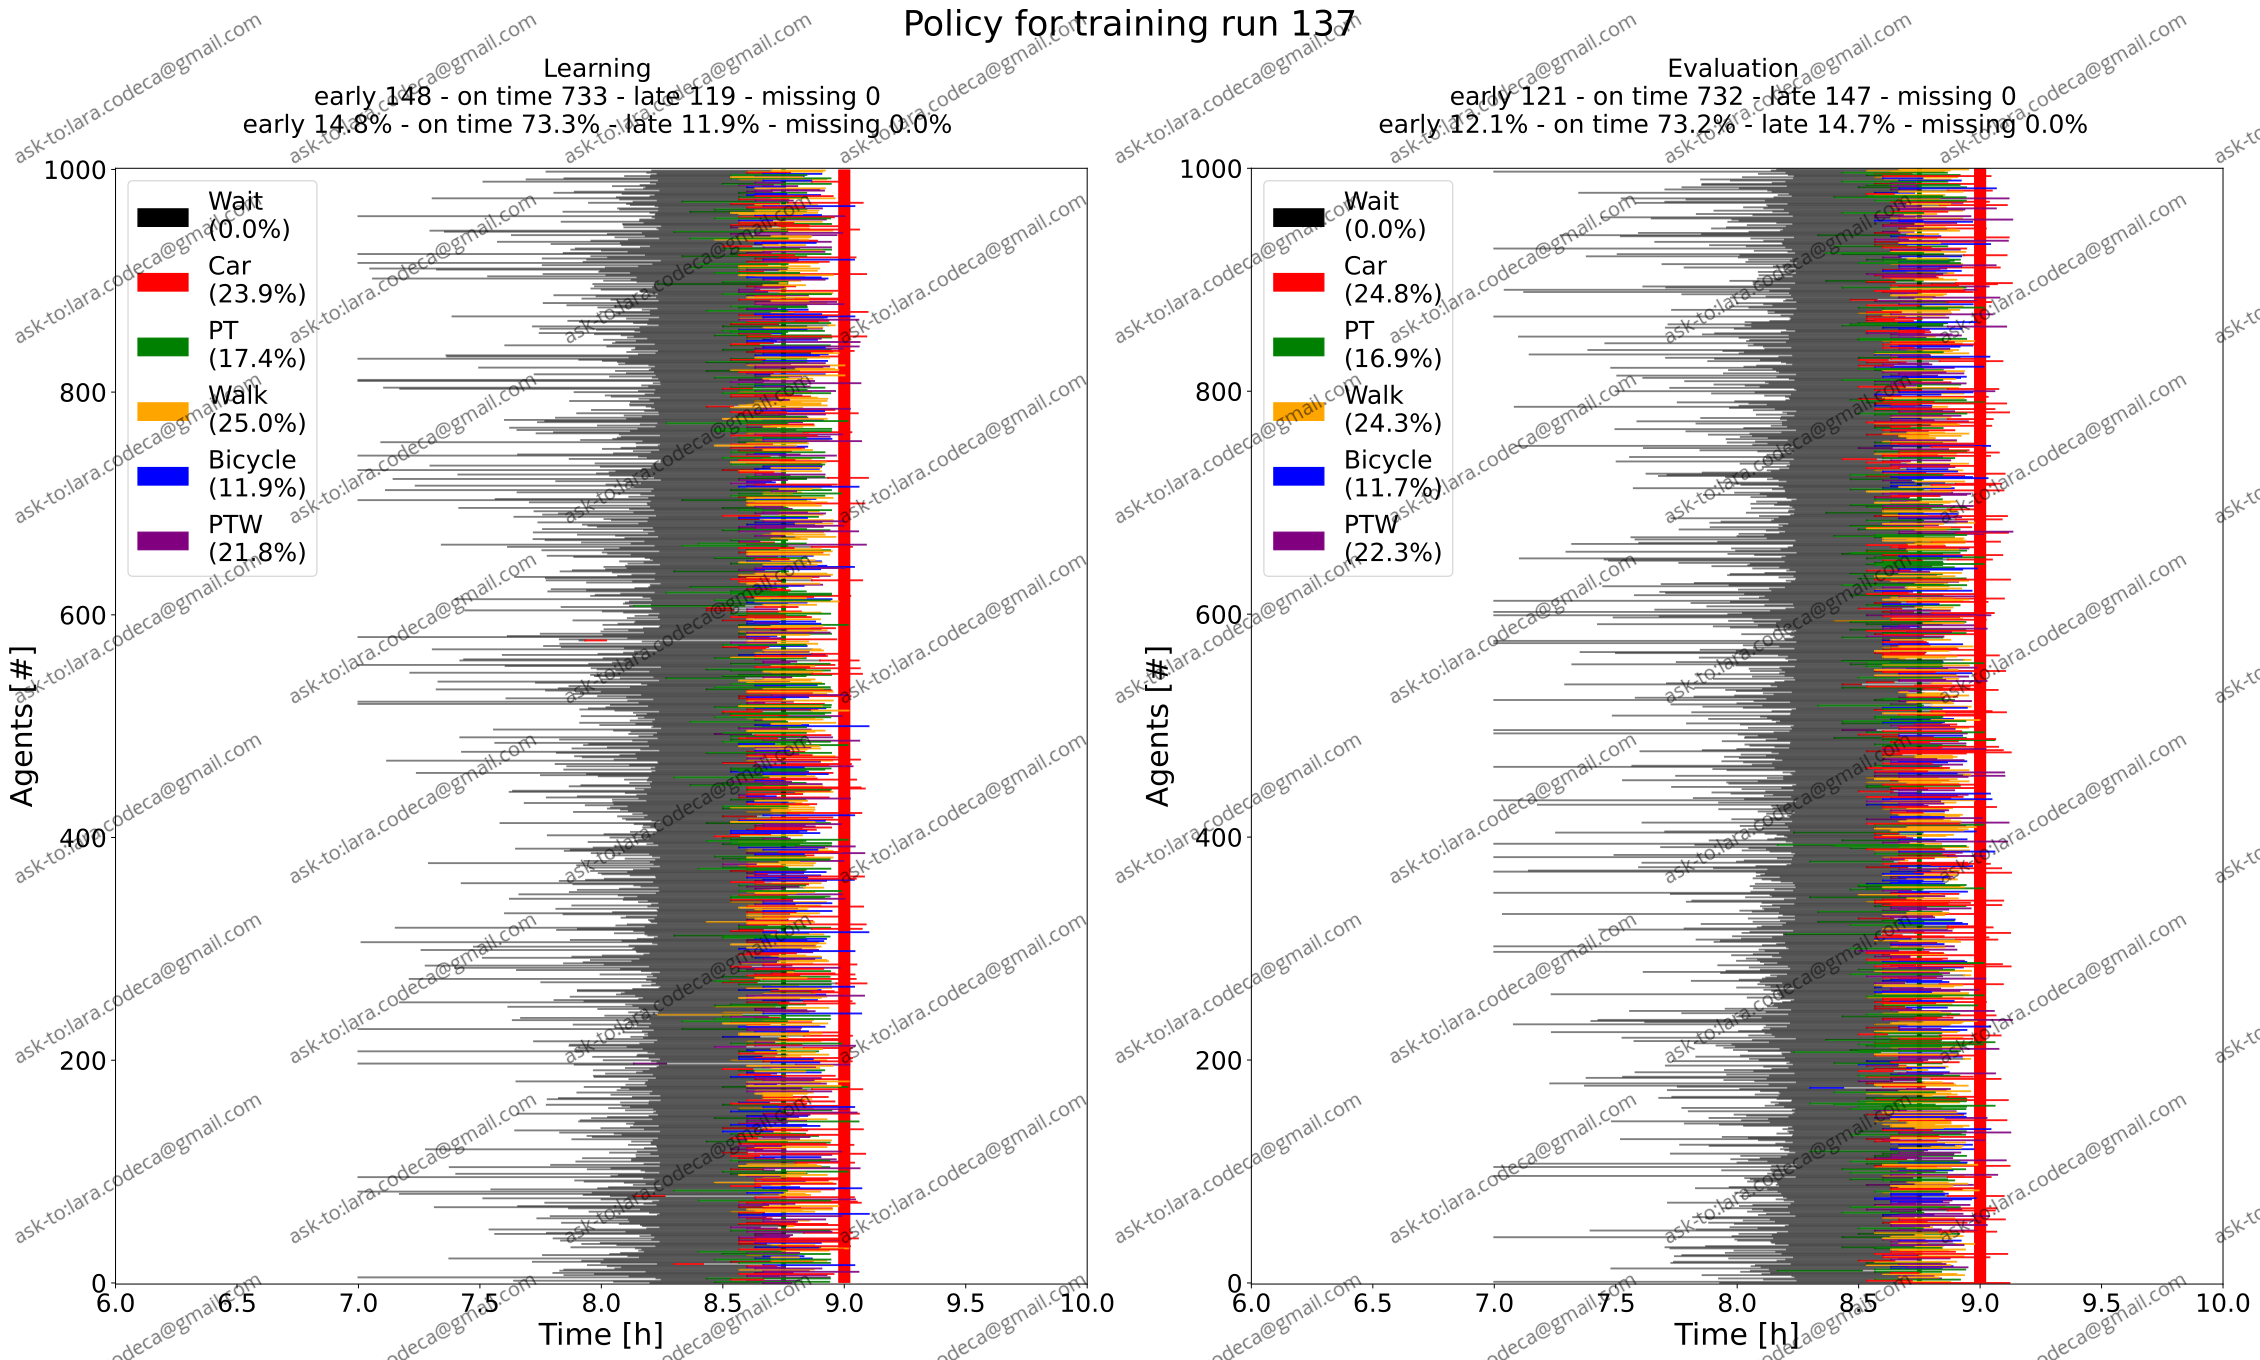 Policy for training run 137
Learning
early 148 - on time 733 - late 119 - missing 0
early 14.8% - on time 73.3% - late 11.9% - missing 0.0%
1000
800
600
400
200
0
Agents [#]
Wait
(0.0%)
Car
(23.9%)
PT
(17.4%)
Walk
(25.0%)
Bicycle
(11.9%)
PTW
(21.8%)
6.0 6.5 7.0 7.5 8.0 8.5 9.0 9.5 10.0
Time [h]
Evaluation
early 121 - on time 732 - late 147 - missing 0
early 12.1% - on time 73.2% - late 14.7% - missing 0.0%
1000
800
600
400
200
0
Agents [#]
Wait
(0.0%)
Car
(24.8%)
PT
(16.9%)
Walk
(24.3%)
Bicycle
(11.7%)
PTW
(22.3%)
6.0 6.5 7.0 7.5 8.0 8.5 9.0 9.5 10.0
Time [h]
ask-to:lara.codeca@gmail.com